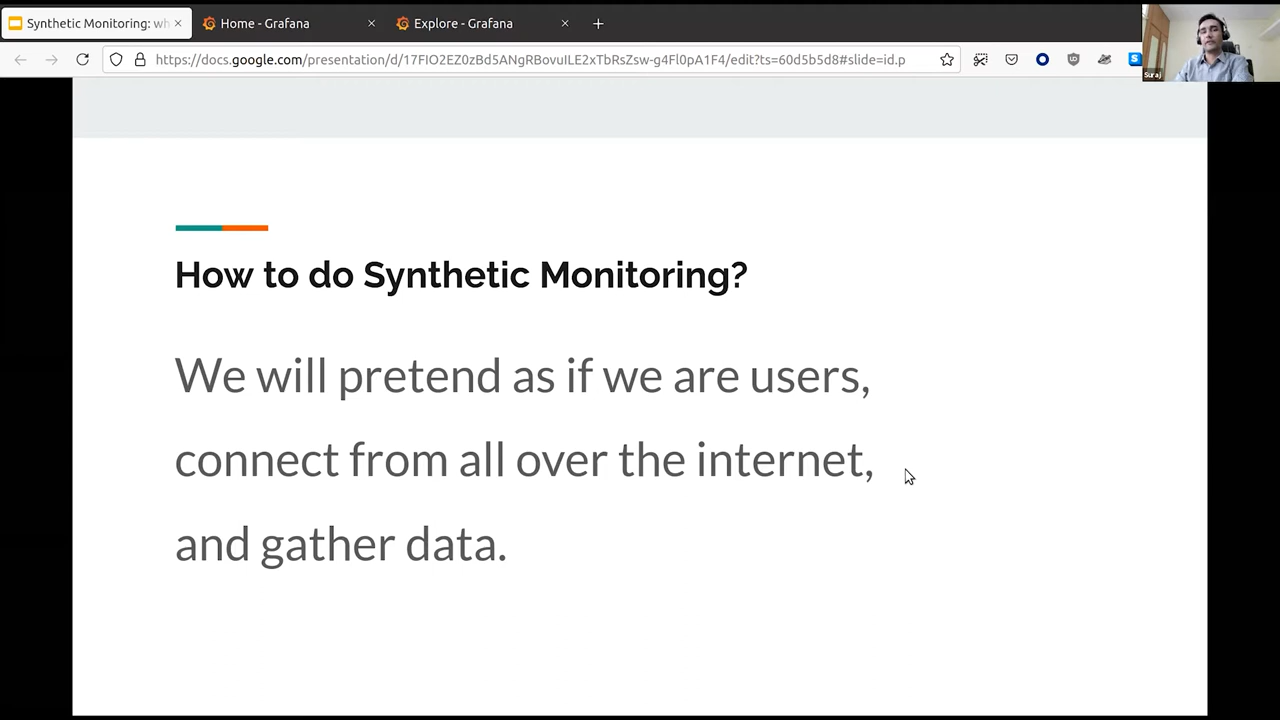 Synthetic Monitoring: wh
Home - Grafana
Explore - Grafana
https://docs.google.com/presentation/d/17FlO2EZ0zBd5ANgRBovuILE2xTbRsZsw-g4Fl0pA1F4/edit?ts=60d5b5d8#slide=id.p
Suraj
How to do Synthetic Monitoring?
We will pretend as if we are users,
connect from all over the internet,
and gather data.